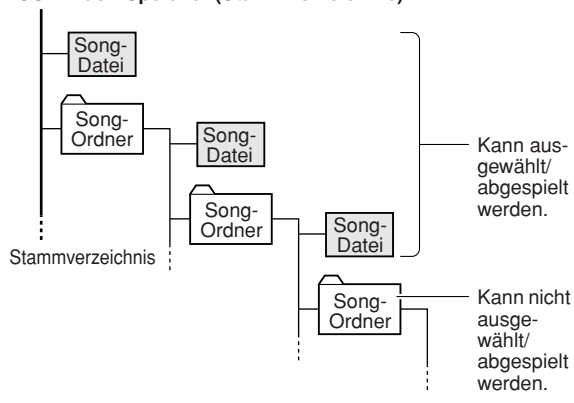 Song-
Datei
Song-
Ordner
Song-
Datei
Song-
Ordner
Song-
Datei
Song-
Ordner
Stammverzeichnis
Kann aus-
gewählt/
abgespielt
werden.
Kann nicht
ausge-
wählt/
abgespielt
werden.